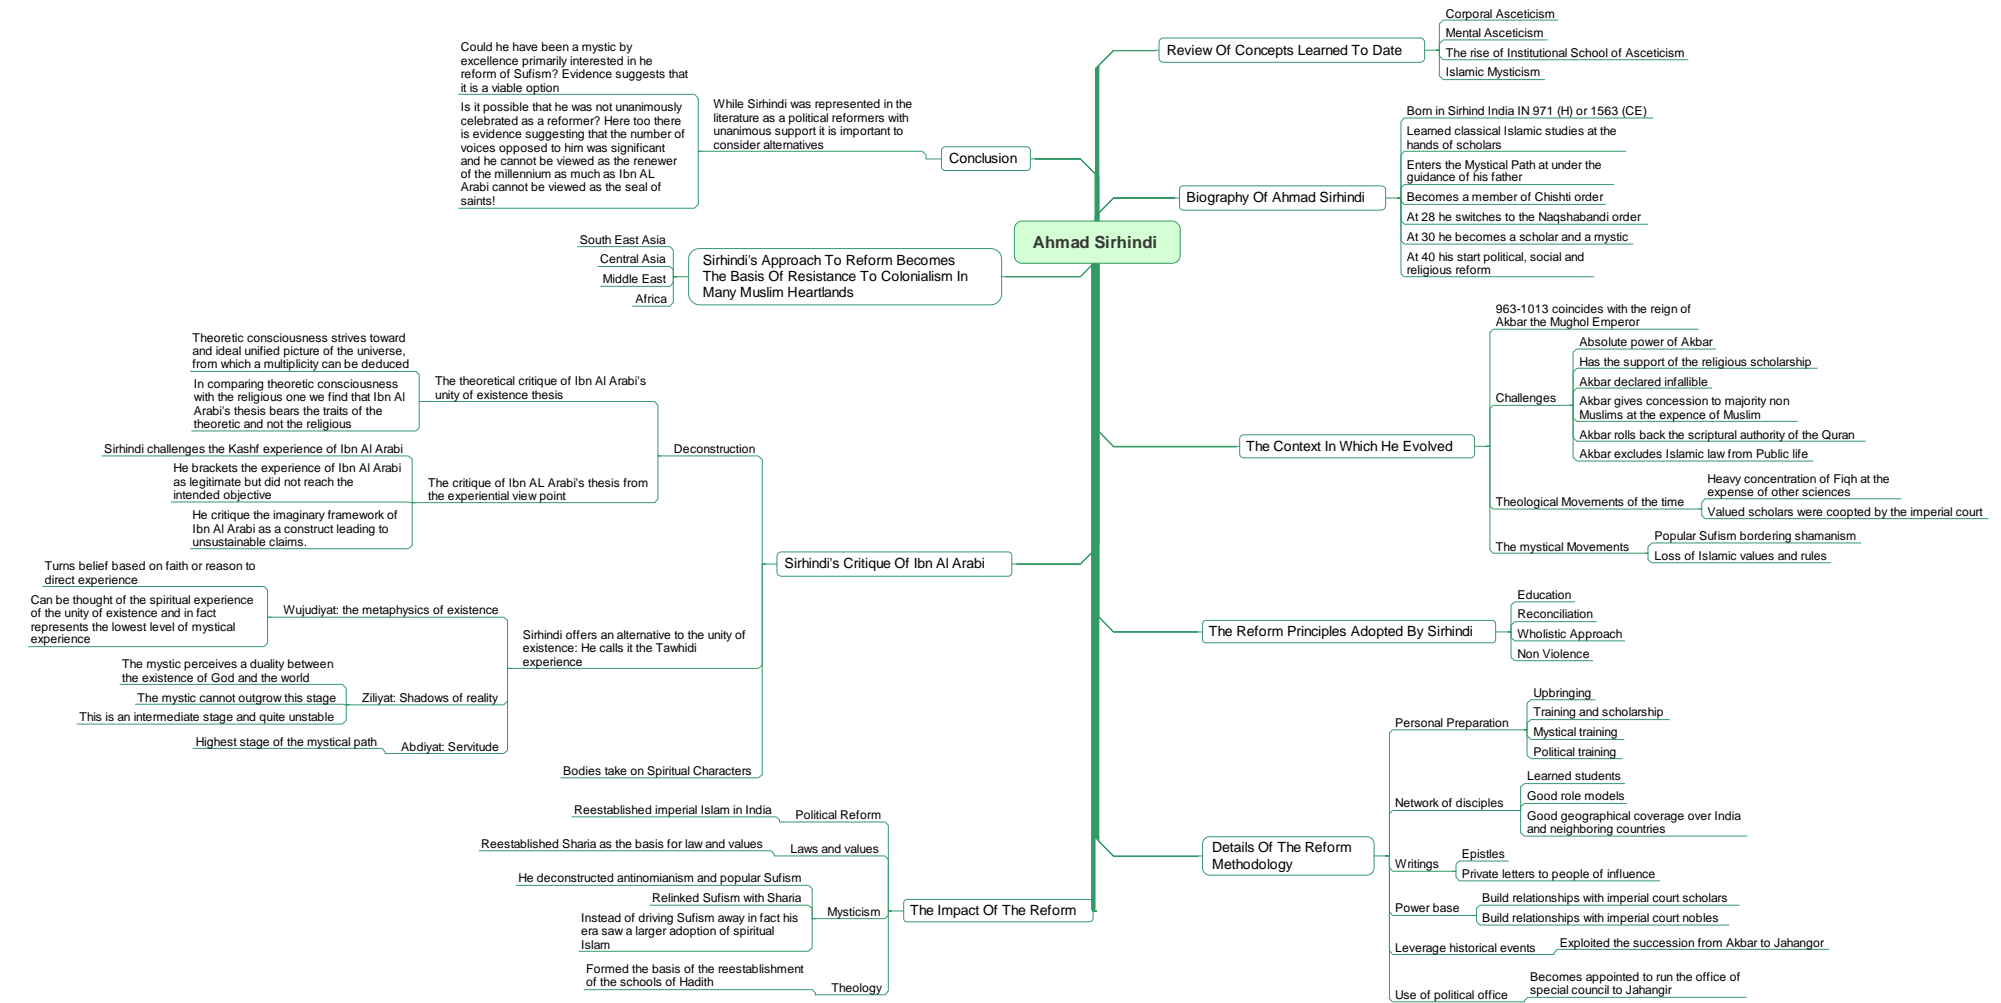 Ahmad Sirhindi
Review Of Concepts Learned To Date
Corporal Asceticism
Mental Asceticism
The rise of Institutional School of Asceticism
Islamic Mysticism
Biography Of Ahmad Sirhindi
Born in Sirhind India IN 971 (H) or 1563 (CE)
Learned classical Islamic studies at the
hands of scholars
Enters the Mystical Path at under the
guidance of his father
Becomes a member of Chishti order
At 28 he switches to the Naqshabandi order
At 30 he becomes a scholar and a mystic
At 40 his start political, social and
religious reform
The Context In Which He Evolved
963-1013 coincides with the reign of
Akbar the Mughol Emperor
Challenges
Absolute power of Akbar
Has the support of the religious scholarship
Akbar declared infallible
Akbar gives concession to majority non
Muslims at the expence of Muslim
Akbar rolls back the scriptural authority of the Quran
Akbar excludes Islamic law from Public life
Theological Movements of the time
Heavy concentration of Fiqh at the
expense of other sciences
Valued scholars were coopted by the imperial court
The mystical Movements
Popular Sufism bordering shamanism
Loss of Islamic values and rules
The Reform Principles Adopted By Sirhindi
Education
Reconciliation
Wholistic Approach
Non Violence
Details Of The Reform
Methodology
Personal Preparation
Upbringing
Training and scholarship
Mystical training
Political training
Network of disciples
Learned students
Good role models
Good geographical coverage over India
and neighboring countries
Writings
Epistles
Private letters to people of influence
Power base
Build relationships with imperial court scholars
Build relationships with imperial court nobles
Leverage historical events
Exploited the succession from Akbar to Jahangor
Use of political office
Becomes appointed to run the office of
special council to Jahangir
The Impact Of The Reform
Political Reform
Reestablished imperial Islam in India
Laws and values
Reestablished Sharia as the basis for law and values
Mysticism
He deconstructed antinomianism and popular Sufism
Relinked Sufism with Sharia
Instead of driving Sufism away in fact his
era saw a larger adoption of spiritual
Islam
Theology
Formed the basis of the reestablishment
of the schools of Hadith
Sirhindi's Critique Of Ibn Al Arabi
Deconstruction
The theoretical critique of Ibn Al Arabi's
unity of existence thesis
Theoretic consciousness strives toward
and ideal unified picture of the universe,
from which a multiplicity can be deduced
In comparing theoretic consciousness
with the religious one we find that Ibn Al
Arabi's thesis bears the traits of the
theoretic and not the religious
The critique of Ibn AL Arabi's thesis from
the experiential view point
Sirhindi challenges the Kashf experience of Ibn Al Arabi
He brackets the experience of Ibn Al Arabi
as legitimate but did not reach the
intended objective
He critique the imaginary framework of
Ibn Al Arabi as a construct leading to
unsustainable claims.
Sirhindi offers an alternative to the unity of
existence: He calls it the Tawhidi
experience
Wujudiyat: the metaphysics of existence
Turns belief based on faith or reason to
direct experience
Can be thought of the spiritual experience
of the unity of existence and in fact
represents the lowest level of mystical
experience
Ziliyat: Shadows of reality
The mystic perceives a duality between
the existence of God and the world
The mystic cannot outgrow this stage
This is an intermediate stage and quite unstable
Abdiyat: Servitude
Highest stage of the mystical path
Bodies take on Spiritual Characters
Sirhindi's Approach To Reform Becomes
The Basis Of Resistance To Colonialism In
Many Muslim Heartlands
South East Asia
Central Asia
Middle East
Africa
Conclusion
While Sirhindi was represented in the
literature as a political reformers with
unanimous support it is important to
consider alternatives
Could he have been a mystic by
excellence primarily interested in he
reform of Sufism? Evidence suggests that
it is a viable option
Is it possible that he was not unanimously
celebrated as a reformer? Here too there
is evidence suggesting that the number of
voices opposed to him was significant
and he cannot be viewed as the renewer
of the millennium as much as Ibn AL
Arabi cannot be viewed as the seal of
saints!